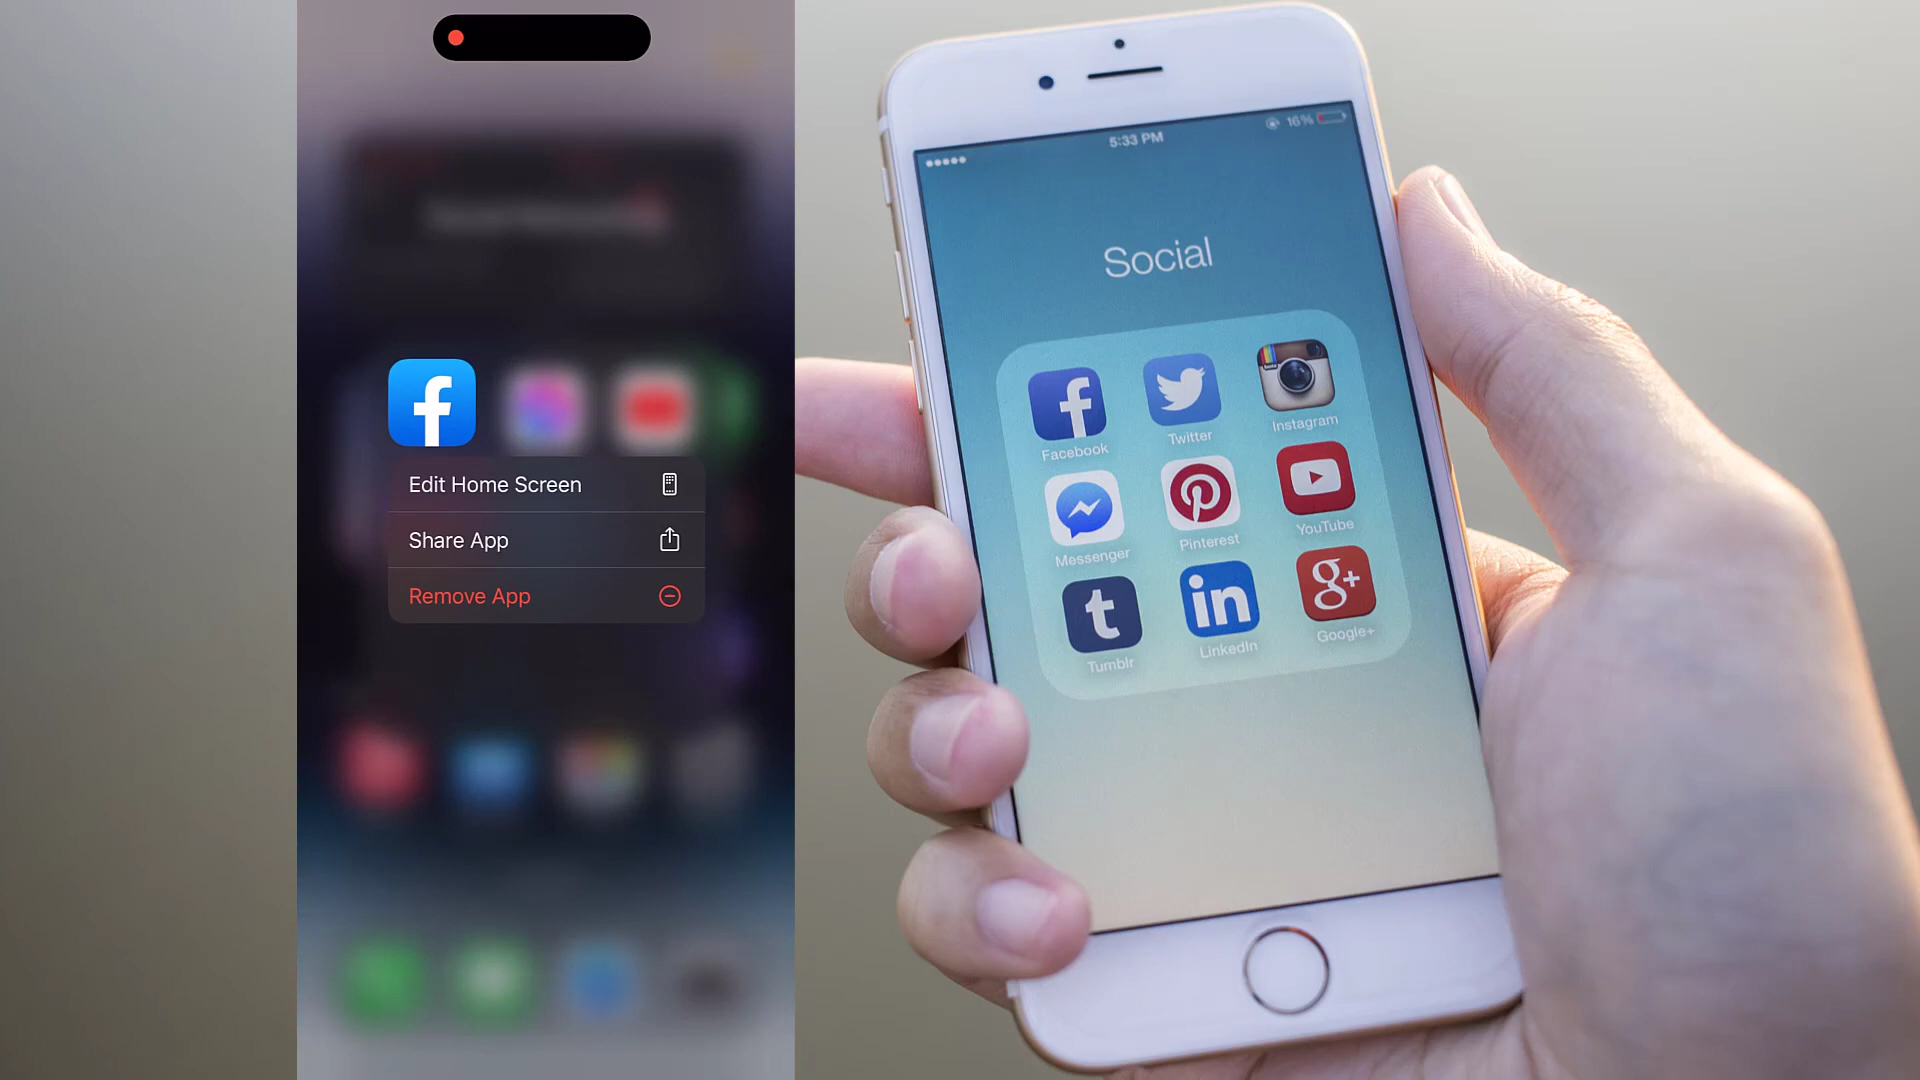 Edit Home Screen
Share App
Remove App
5:33 PM
16%
Social
Facebook
Twitter
Instagram
Messenger
Pinterest
YouTube
Tumblr
LinkedIn
Google+